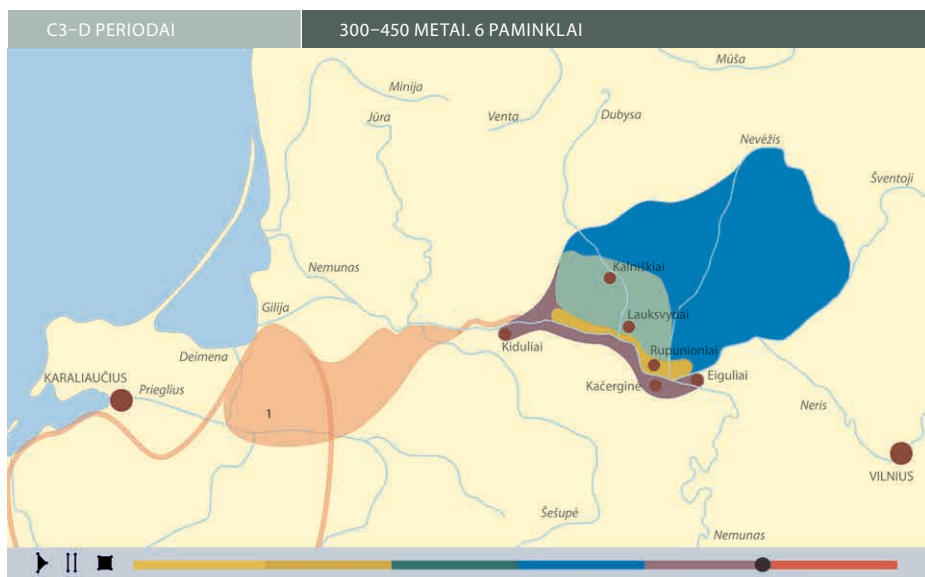 C3–D PERIODAI
300–450 METAI. 6 PAMINKLAI
Mūša
Minija
Jūra
Venta
Dubysa
Nevėžis
Šventoji
Nemunas
Kalniškiai
Gilija
Lauksvydai
Kiduliai
Deimena
Rupunioniai
KARALIAUČIUS
Prieglius
Kačerginė
Eiguliai
1
Neris
VILNIUS
Šešupė
Nemunas